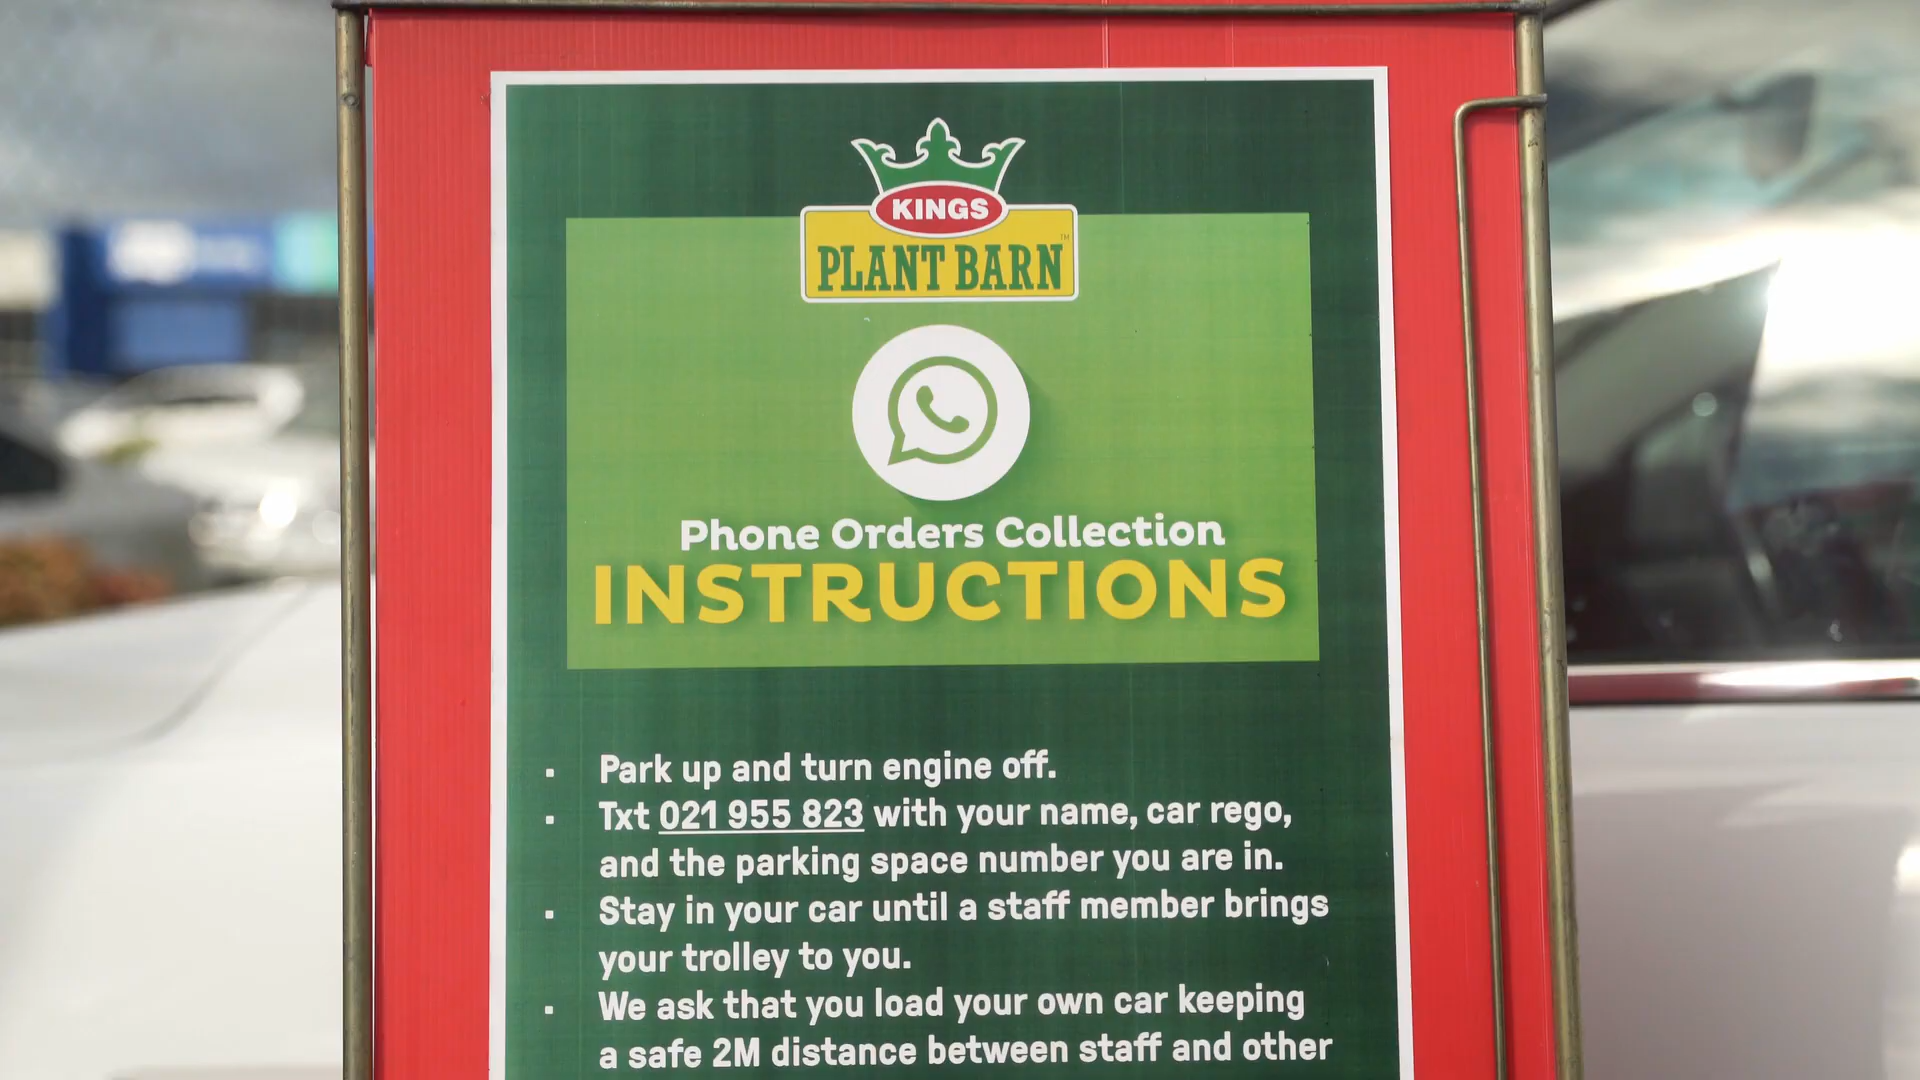 KINGS
PLANT BARN™
Phone Orders Collection
INSTRUCTIONS
▪ Park up and turn engine off.
▪ Txt 021 955 823 with your name, car rego,
and the parking space number you are in.
▪ Stay in your car until a staff member brings
your trolley to you.
▪ We ask that you load your own car keeping
a safe 2M distance between staff and other